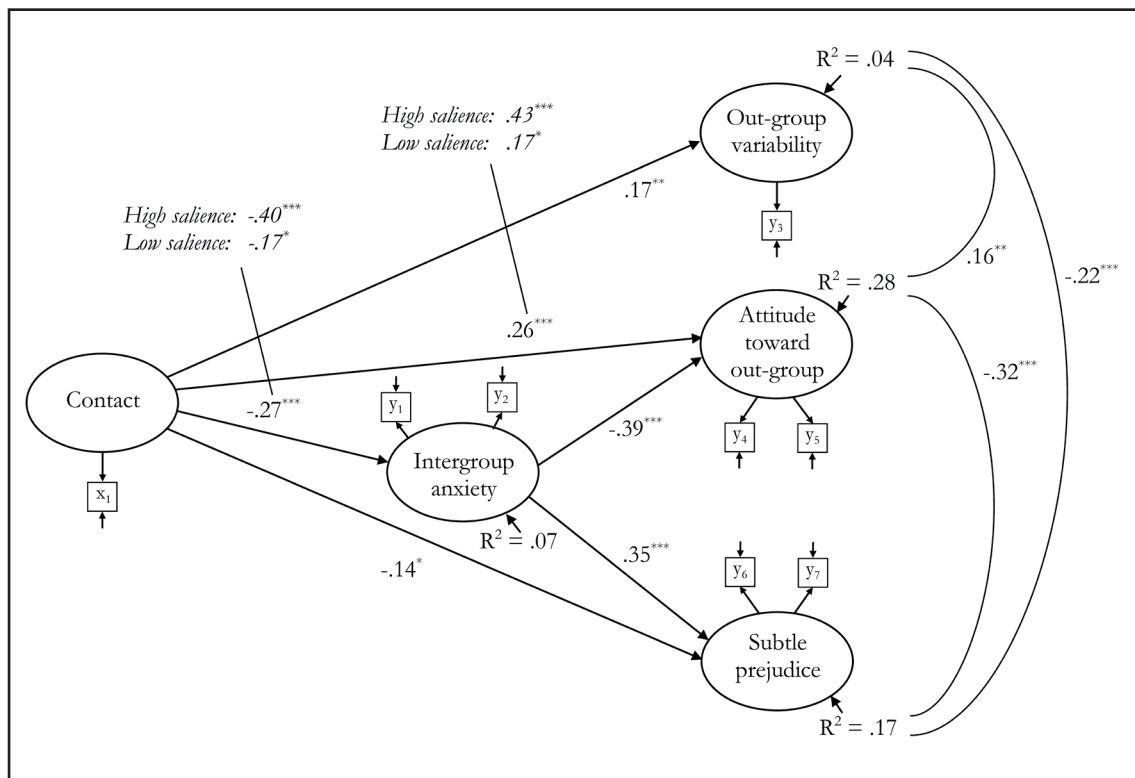 R² = .04
High salience: .43***
Low salience: .17*
Out-group
variability
.17**
High salience: -.40***
Low salience: -.17*
y₃
.16**
-.22***
R² = .28
Attitude
toward
out-group
.26***
-.32***
Contact
-.27***
y₁
y₂
-.39***
y₄
y₅
Intergroup
anxiety
x₁
R² = .07
.35***
-.14*
y₆
y₇
Subtle
prejudice
R² = .17